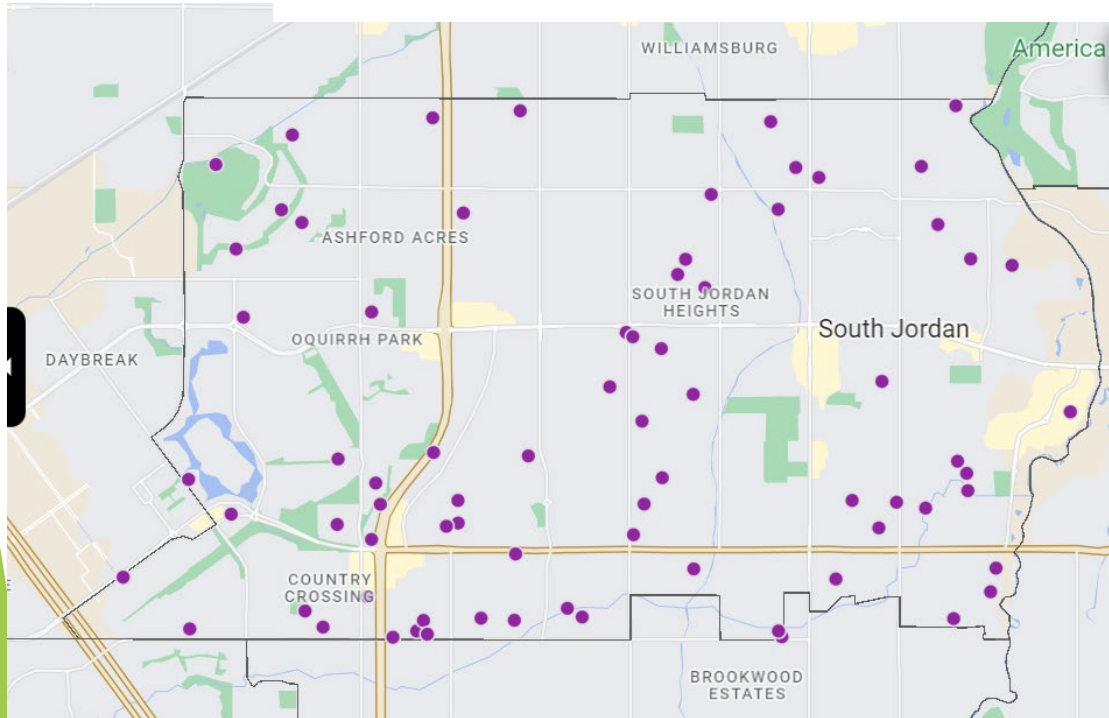 WILLIAMSBURG
America
ASHFORD ACRES
SOUTH JORDAN
HEIGHTS
OQUIRRH PARK
South Jordan
DAYBREAK
COUNTRY
CROSSING
E
BROOKWOOD
ESTATES